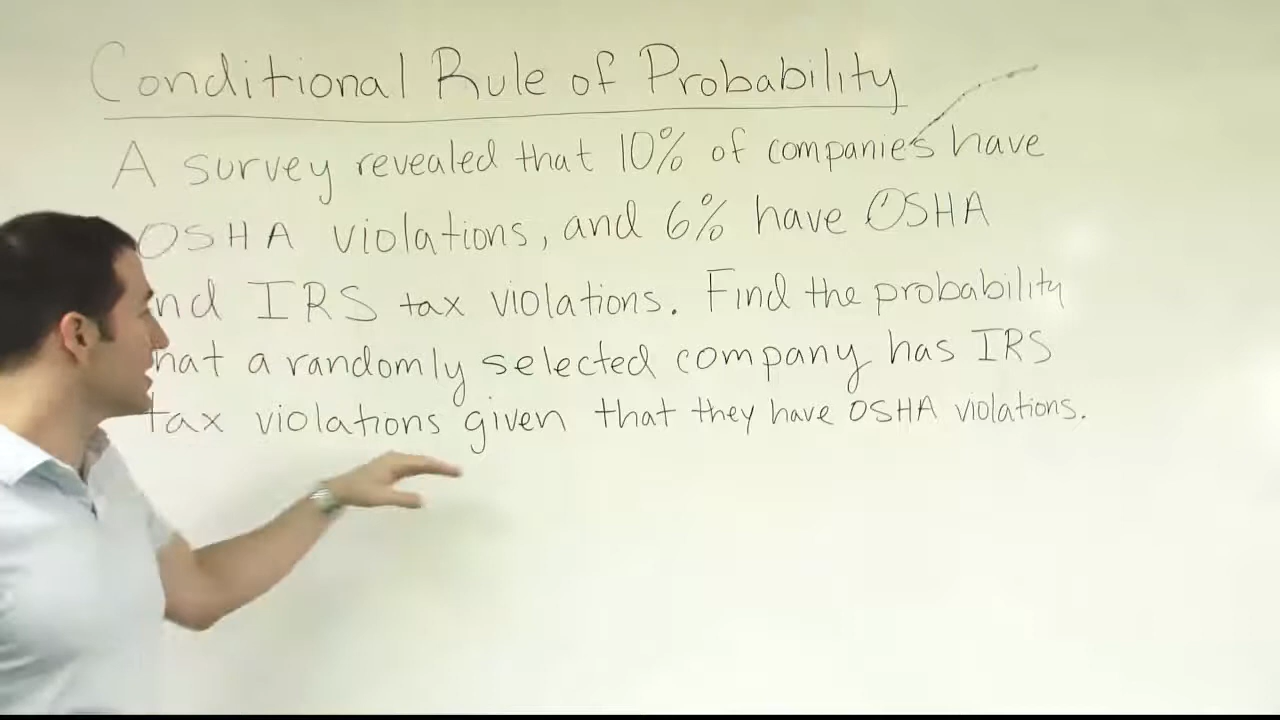 Conditional Rule of Probability
A survey revealed that 10% of companies have
OSHA violations, and 6% have OSHA
nd IRS tax violations. Find the probability
hat a randomly selected company has IRS
tax violations given that they have OSHA violations.